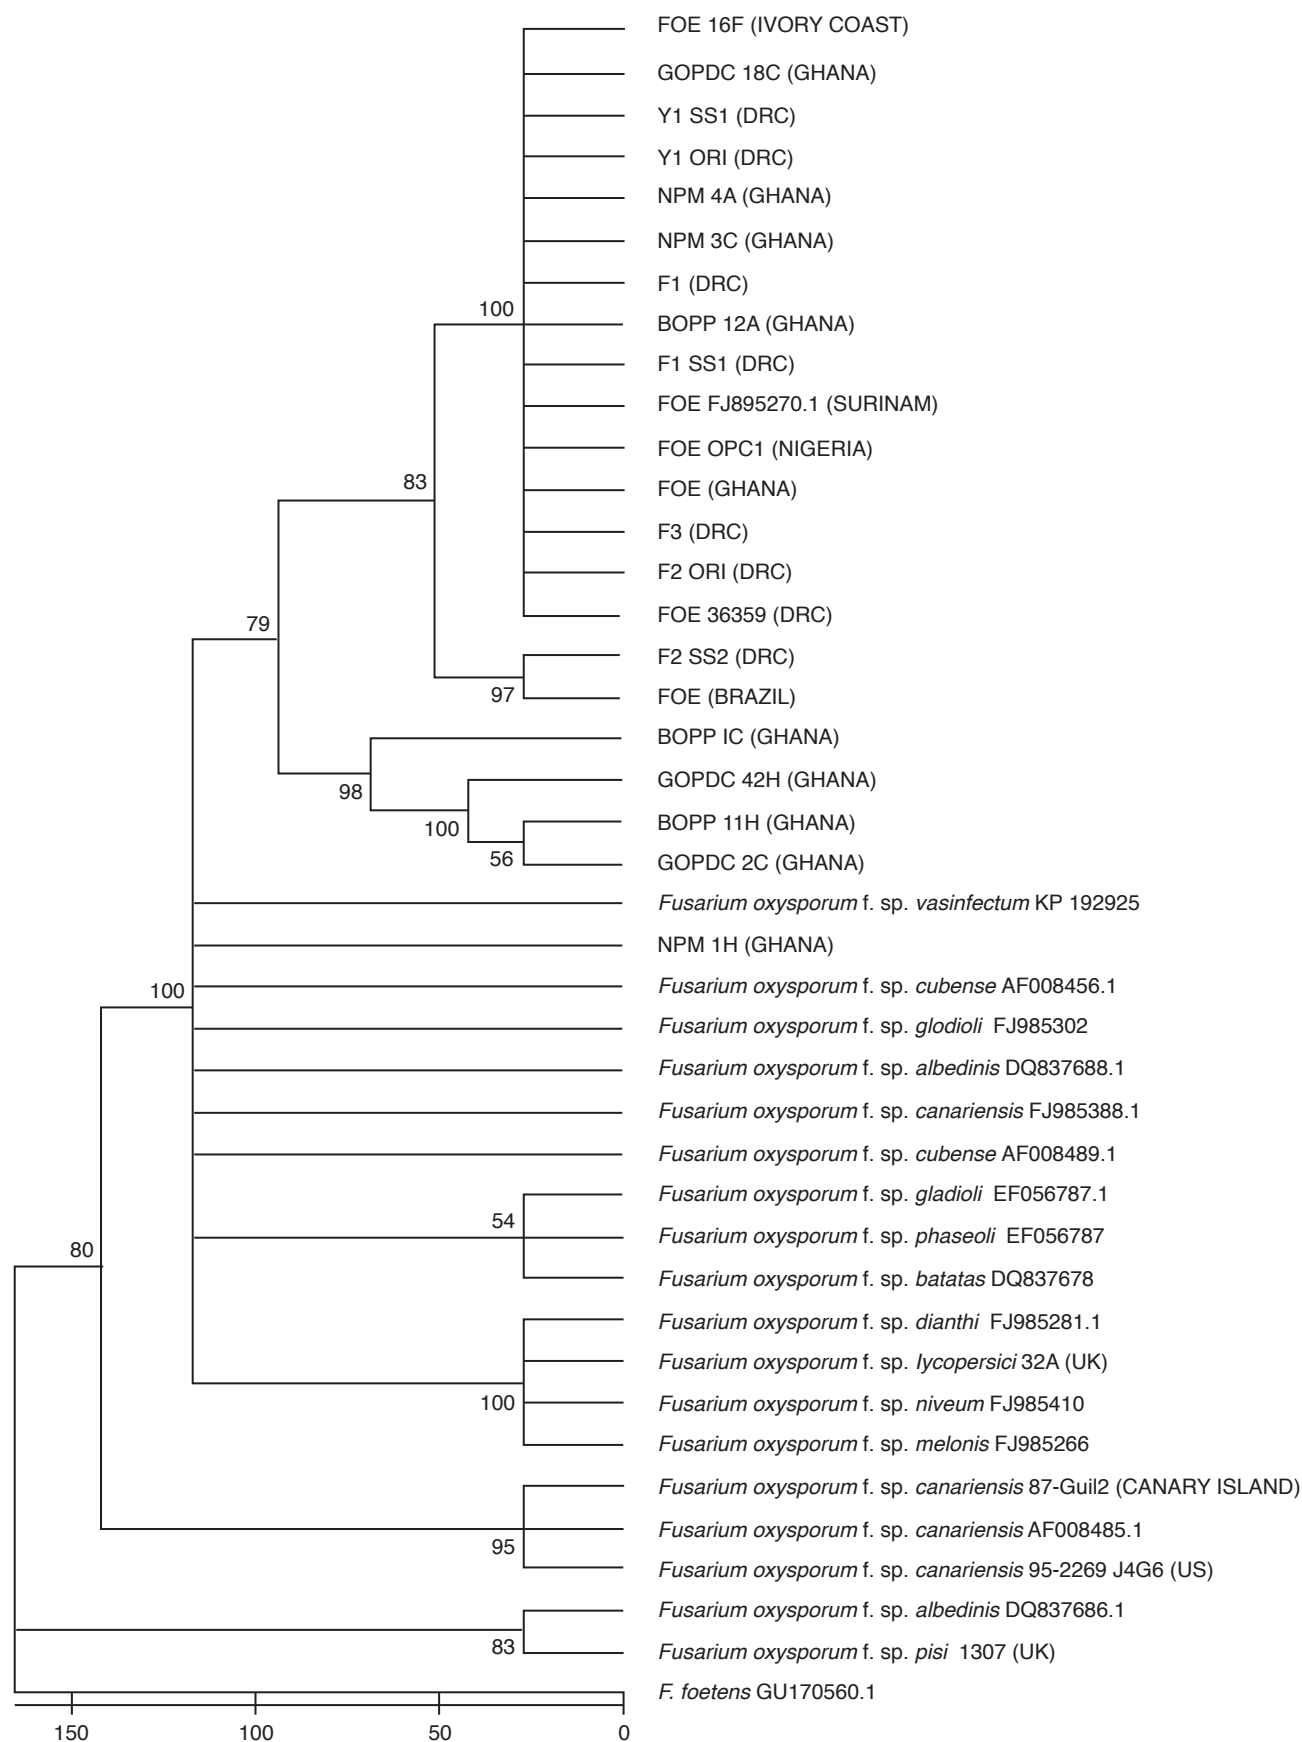 FOE 16F (IVORY COAST)
GOPDC 18C (GHANA)
Y1 SS1 (DRC)
Y1 ORI (DRC)
NPM 4A (GHANA)
NPM 3C (GHANA)
F1 (DRC)
100
BOPP 12A (GHANA)
F1 SS1 (DRC)
FOE FJ895270.1 (SURINAM)
FOE OPC1 (NIGERIA)
83
FOE (GHANA)
F3 (DRC)
F2 ORI (DRC)
FOE 36359 (DRC)
79
F2 SS2 (DRC)
97
FOE (BRAZIL)
BOPP IC (GHANA)
98
GOPDC 42H (GHANA)
100
BOPP 11H (GHANA)
56
GOPDC 2C (GHANA)
Fusarium oxysporum f. sp. vasinfectum KP 192925
NPM 1H (GHANA)
100
Fusarium oxysporum f. sp. cubense AF008456.1
Fusarium oxysporum f. sp. glodioli FJ985302
Fusarium oxysporum f. sp. albedinis DQ837688.1
Fusarium oxysporum f. sp. canariensis FJ985388.1
Fusarium oxysporum f. sp. cubense AF008489.1
Fusarium oxysporum f. sp. gladioli EF056787.1
54
Fusarium oxysporum f. sp. phaseoli EF056787
80
Fusarium oxysporum f. sp. batatas DQ837678
Fusarium oxysporum f. sp. dianthi FJ985281.1
Fusarium oxysporum f. sp. lycopersici 32A (UK)
100
Fusarium oxysporum f. sp. niveum FJ985410
Fusarium oxysporum f. sp. melonis FJ985266
Fusarium oxysporum f. sp. canariensis 87-Guil2 (CANARY ISLAND)
Fusarium oxysporum f. sp. canariensis AF008485.1
95
Fusarium oxysporum f. sp. canariensis 95-2269 J4G6 (US)
Fusarium oxysporum f. sp. albedinis DQ837686.1
83
Fusarium oxysporum f. sp. pisi 1307 (UK)
F. foetens GU170560.1
150 100 50 0